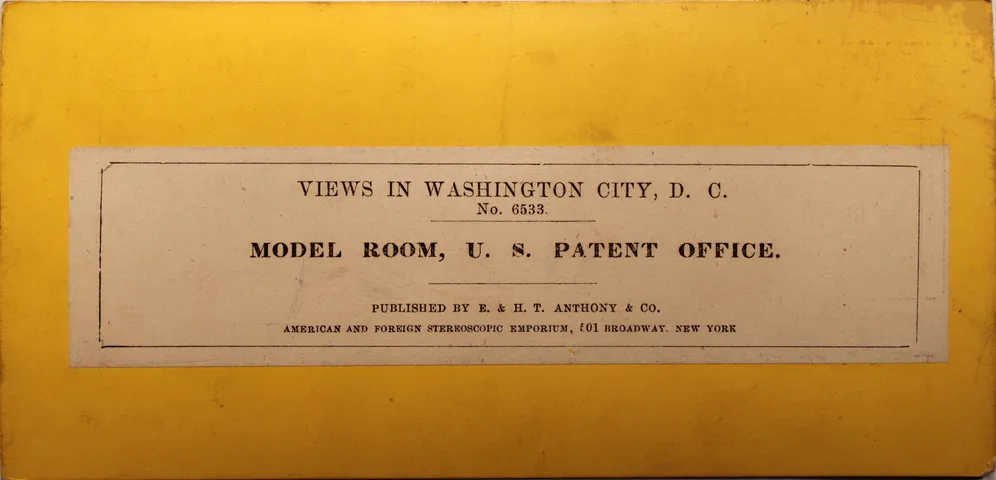 VIEWS IN WASHINGTON CITY, D. C.
No. 6533.
MODEL ROOM, U. S. PATENT OFFICE.
PUBLISHED BY E. & H. T. ANTHONY & CO.
AMERICAN AND FOREIGN STEREOSCOPIC EMPORIUM, 501 BROADWAY. NEW YORK